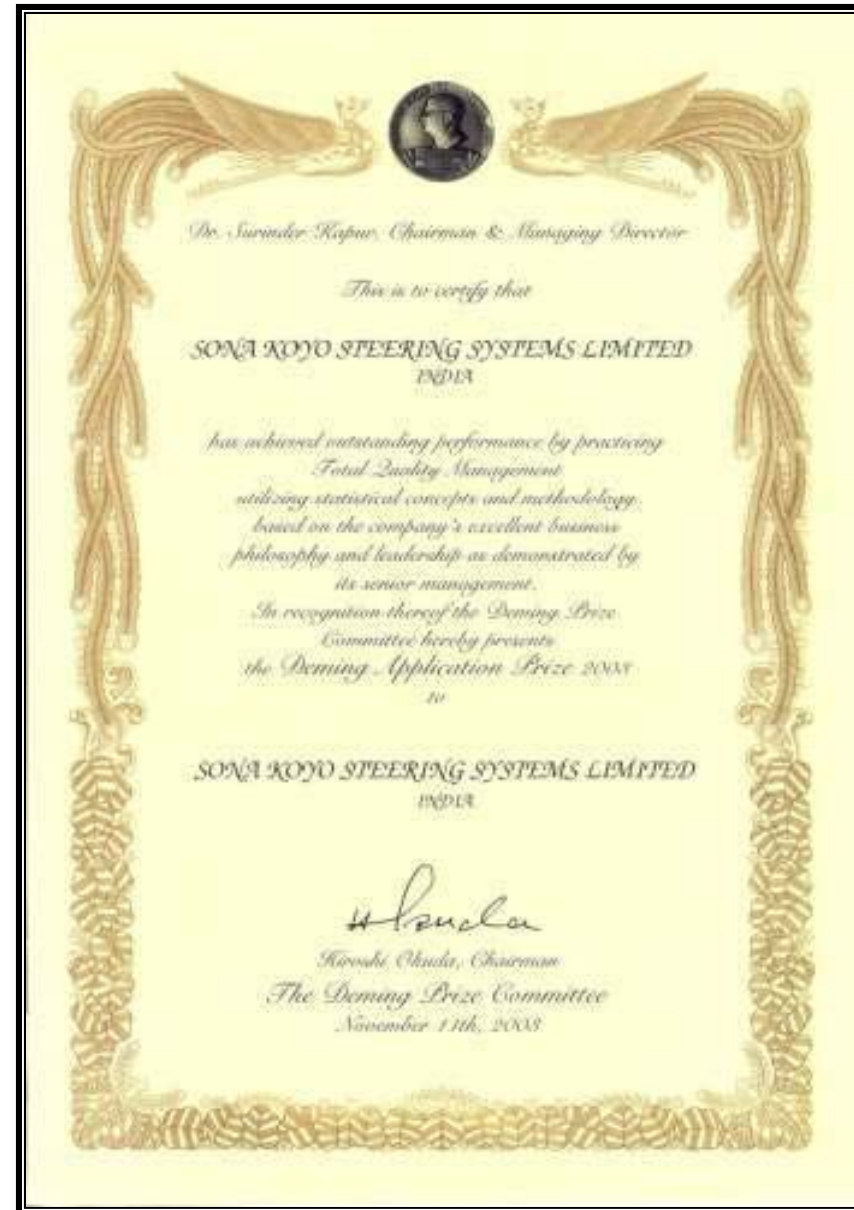 Dr. Surinder Kapur, Chairman & Managing Director
This is to certify that
SONA KOYO STEERING SYSTEMS LIMITED
INDIA
has achieved outstanding performance by practicing
Total Quality Management
utilizing statistical concepts and methodology
based on the company's excellent business
philosophy and leadership as demonstrated by
its senior management.
In recognition thereof the Deming Prize
Committee hereby presents
the Deming Application Prize 2003
to
SONA KOYO STEERING SYSTEMS LIMITED
INDIA
Hiroshi Okuda, Chairman
The Deming Prize Committee
November 11th, 2003